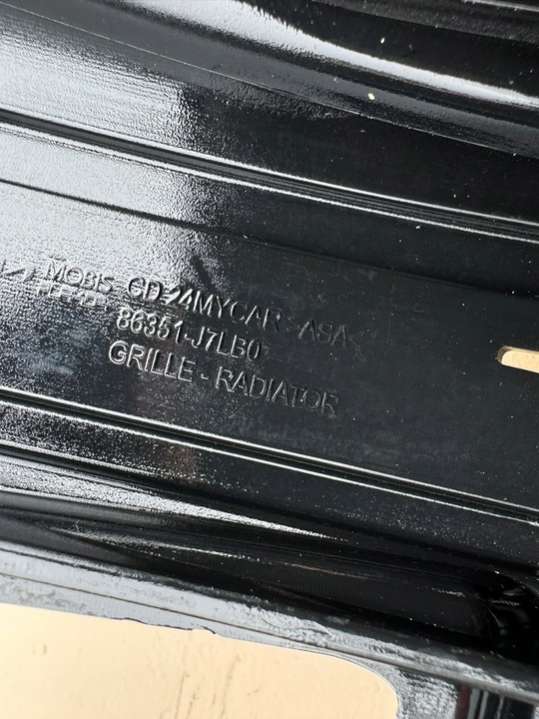 MOBIS CD-24MYCAR >ASA<
86351-J7LB0
GRILLE - RADIATOR